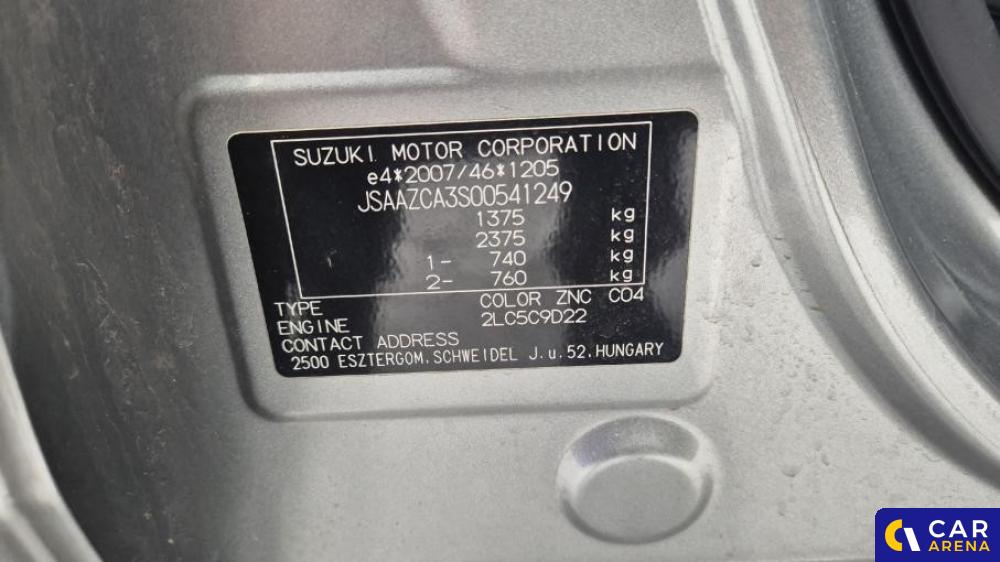 SUZUKI MOTOR CORPORATION
e4*2007/46*1205
JSAAZCA3S00541249
1375 kg
2375 kg
1- 740 kg
2- 760 kg
TYPE COLOR ZNC C04
ENGINE 2LC5C9D22
CONTACT ADDRESS
2500 ESZTERGOM.SCHWEIDEL J.u.52.HUNGARY
CAR
ARENA